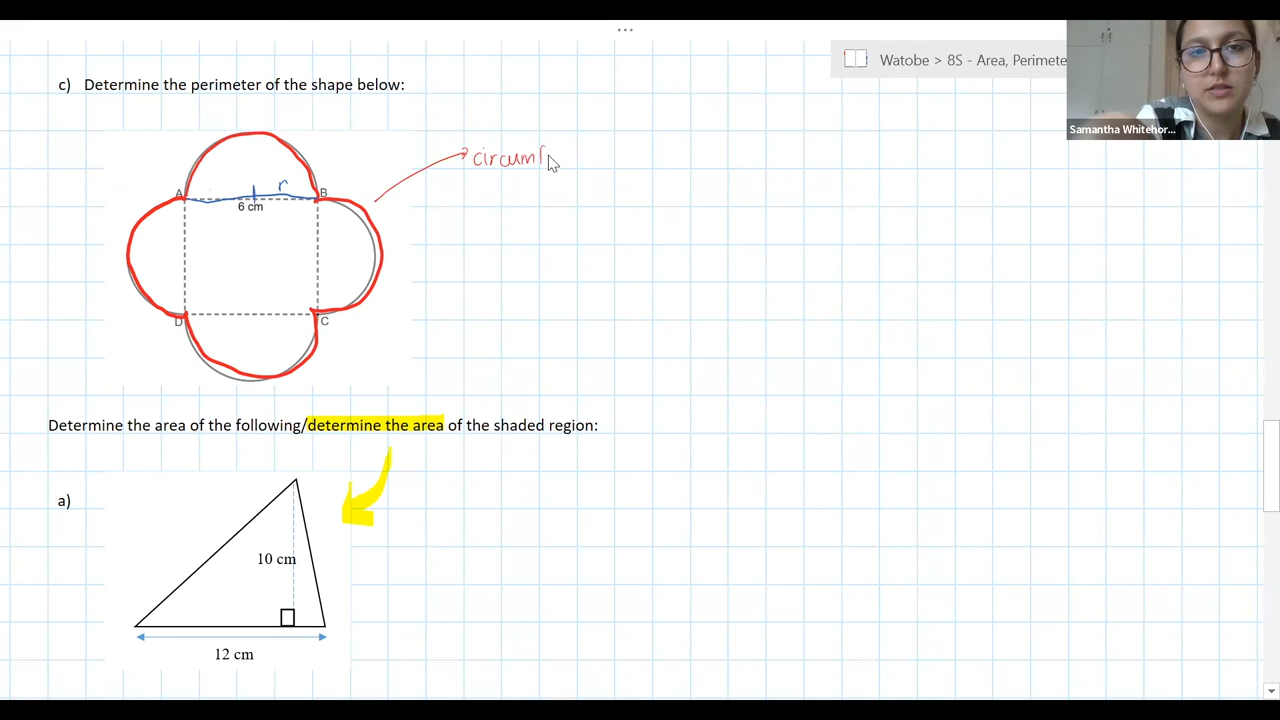 Watobe > 8S - Area, Perimete
Samantha Whitehor...
c) Determine the perimeter of the shape below:
circumf
r
A
B
6 cm
D
C
Determine the area of the following/determine the area of the shaded region:
a)
10 cm
12 cm